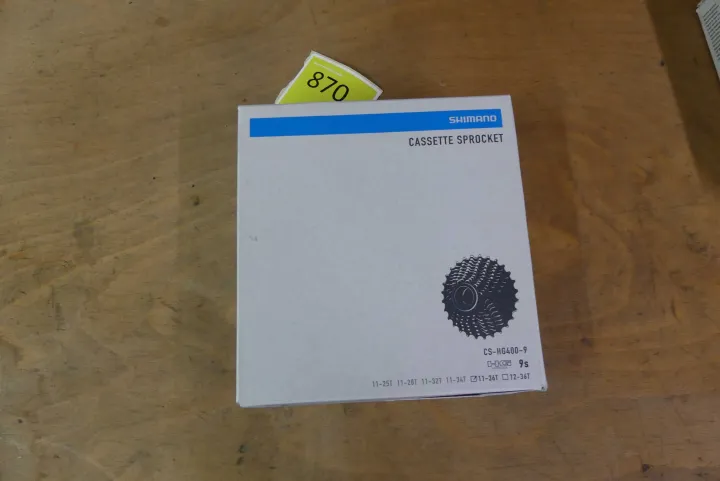 870
SHIMANO
CASSETTE SPROCKET
CS-HG400-9
9s
11-25T 11-28T 11-32T 11-34T ☑11-36T ☐12-36T